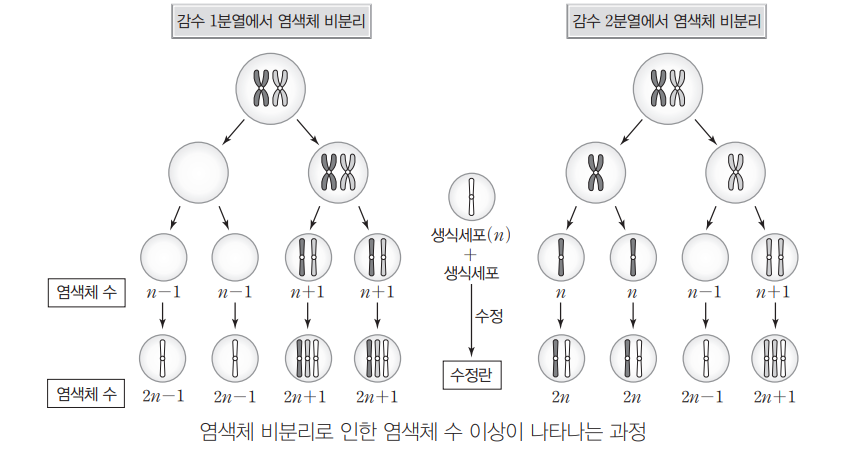 감수 1분열에서 염색체 비분리
감수 2분열에서 염색체 비분리
생식세포(n)
+
생식세포
수정
수정란
염색체 수
n-1 n-1 n+1 n+1
n n n-1 n+1
염색체 수
2n-1 2n-1 2n+1 2n+1
2n 2n 2n-1 2n+1
염색체 비분리로 인한 염색체 수 이상이 나타나는 과정